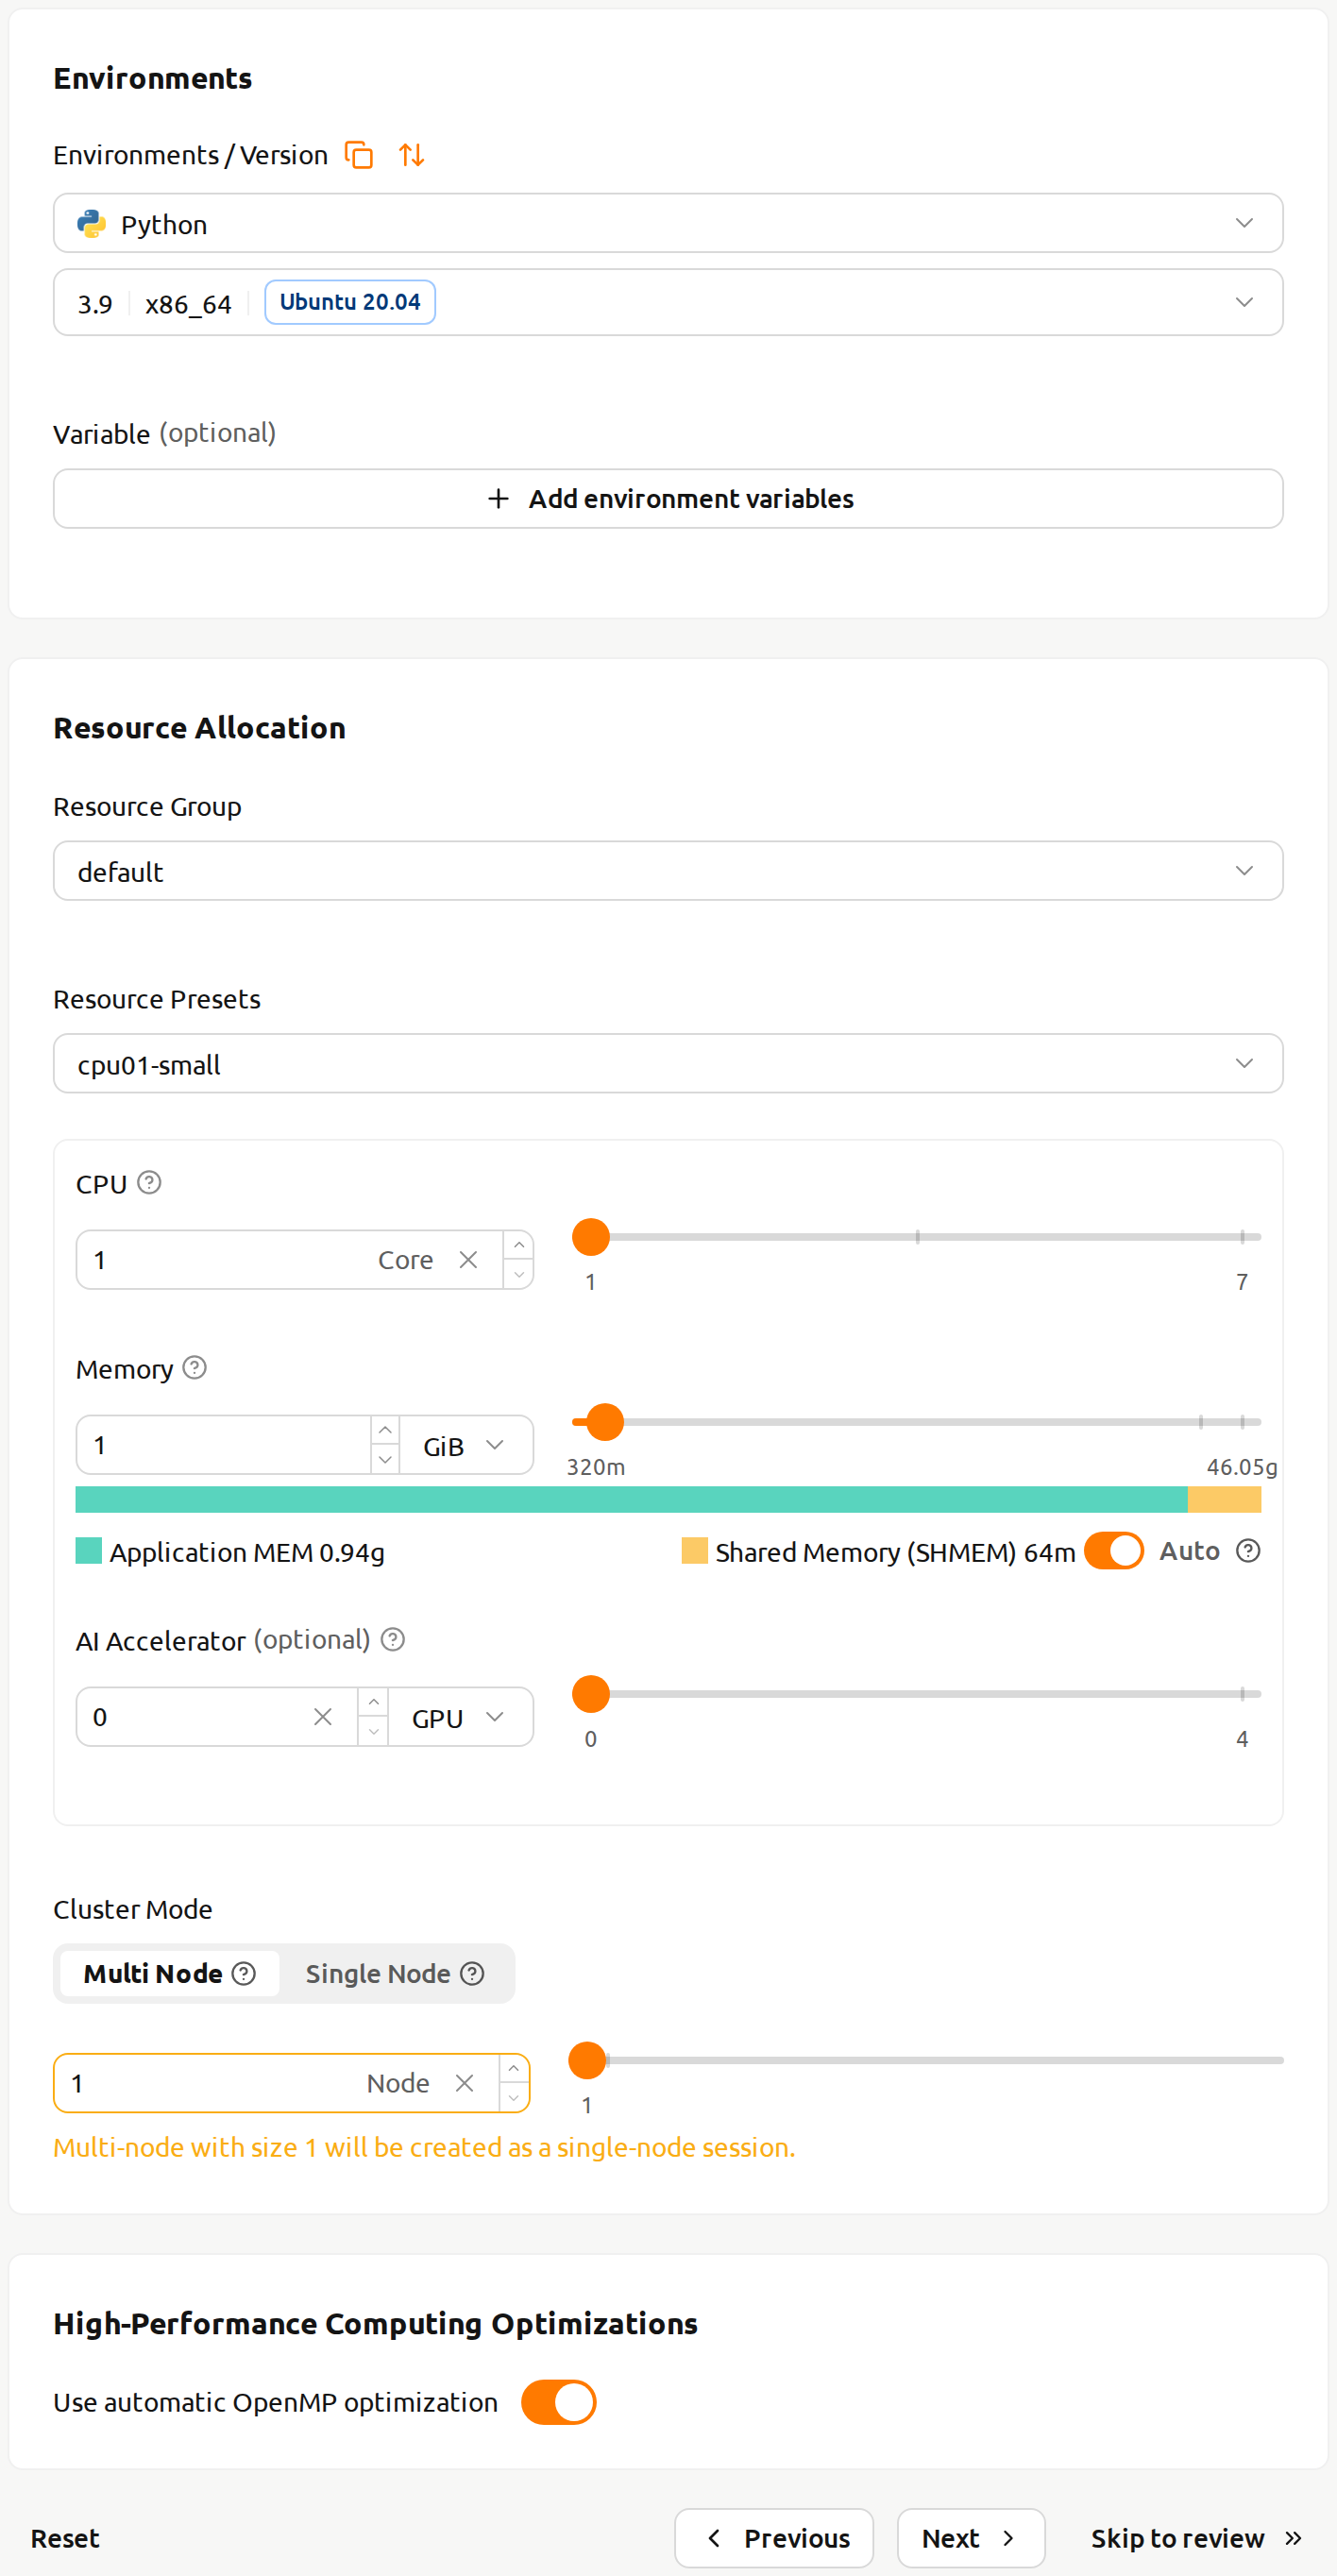 Environments
Environments / Version
Python
3.9 x86_64 Ubuntu 20.04
Variable (optional)
Add environment variables
Resource Allocation
Resource Group
default
Resource Presets
cpu01-small
CPU
1 Core
1 7
Memory
1 GiB
320m 46.05g
Application MEM 0.94g Shared Memory (SHMEM) 64m Auto
AI Accelerator (optional)
0 GPU
0 4
Cluster Mode
Multi Node Single Node
1 Node
1
Multi-node with size 1 will be created as a single-node session.
High-Performance Computing Optimizations
Use automatic OpenMP optimization
Reset Previous Next Skip to review